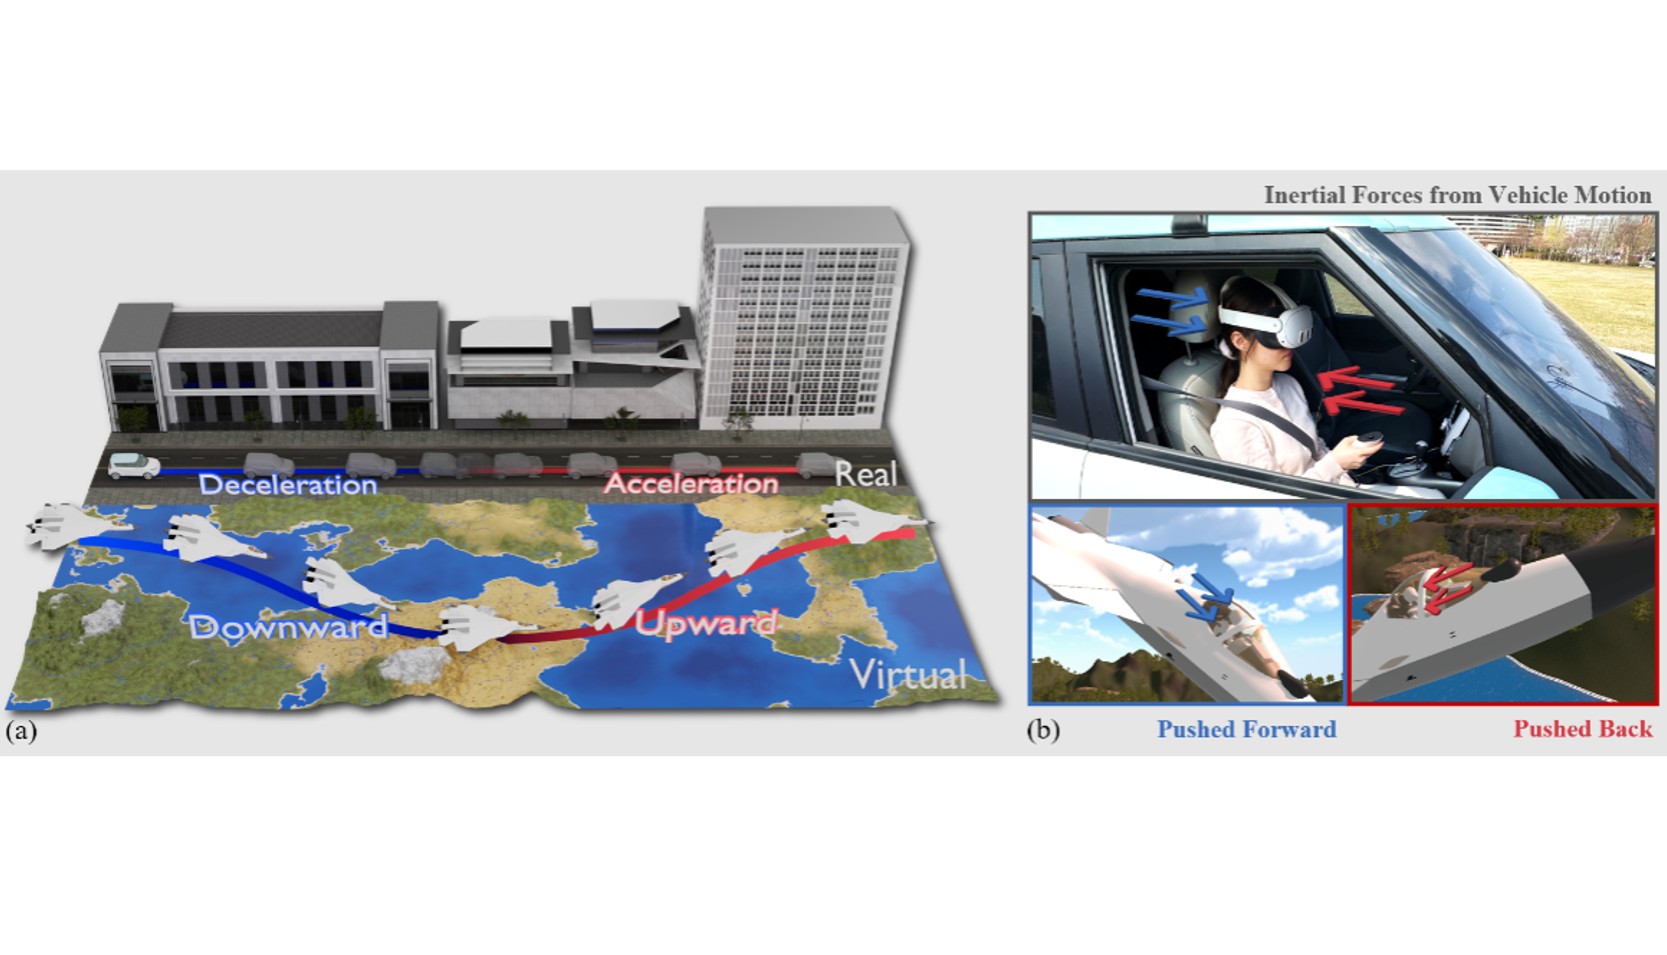 Inertial Forces from Vehicle Motion
Deceleration
Acceleration
Real
Downward
Upward
Virtual
(a)
(b)
Pushed Forward
Pushed Back